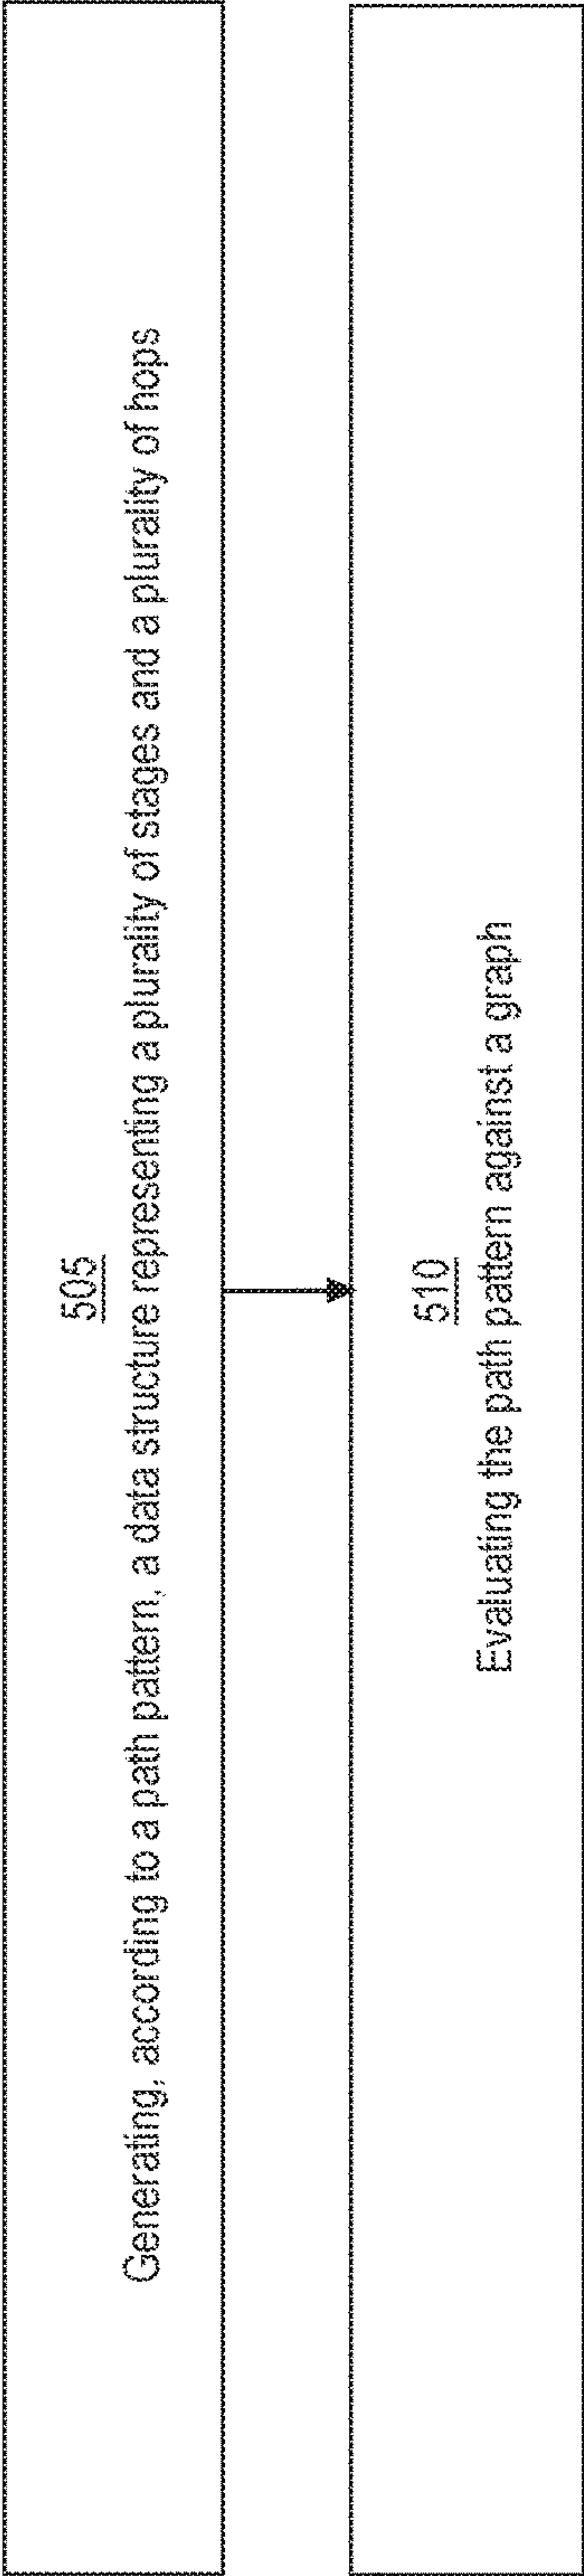 505
Generating, according to a path pattern, a data structure representing a plurality of stages and a plurality of hops
510
Evaluating the path pattern against a graph